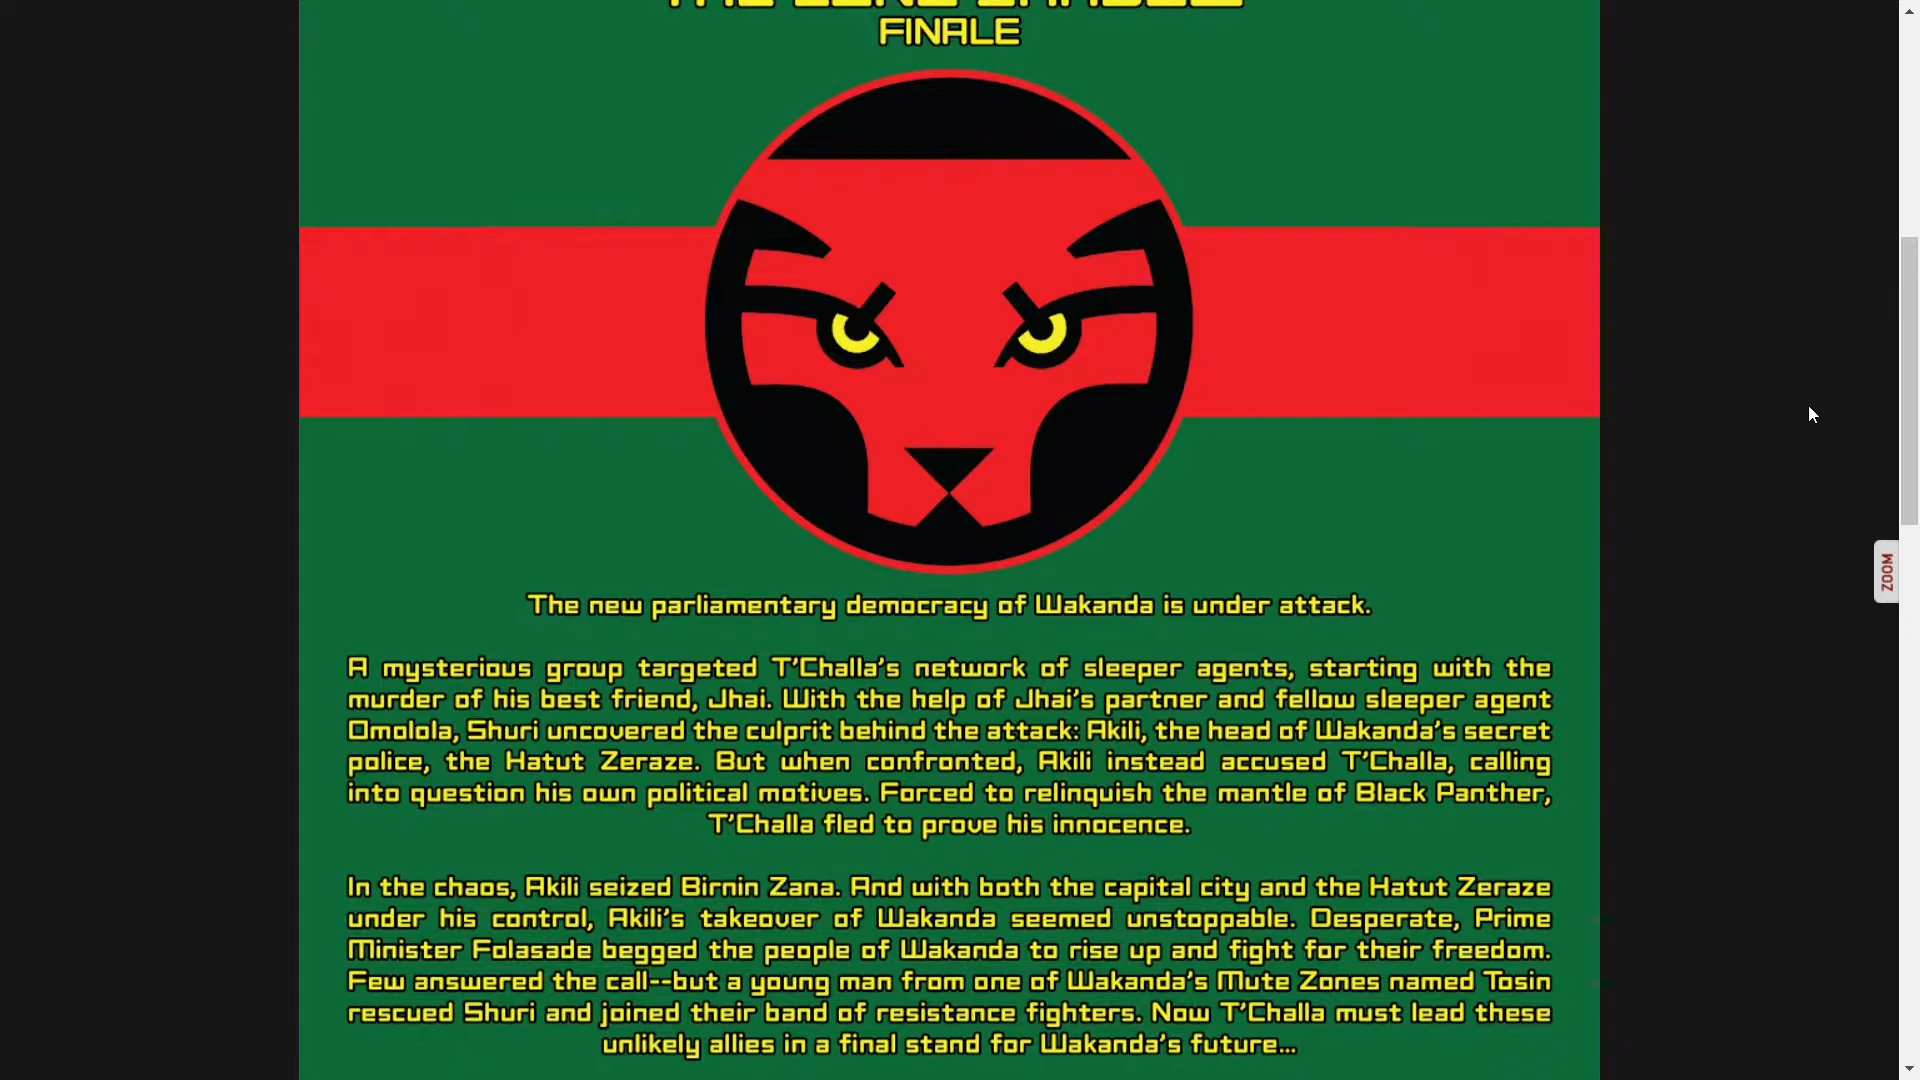 FINALE
The new parliamentary democracy of Wakanda is under attack.
A mysterious group targeted T'Challa's network of sleeper agents, starting with the
murder of his best friend, Jhai. With the help of Jhai's partner and fellow sleeper agent
Omolola, Shuri uncovered the culprit behind the attack: Akili, the head of Wakanda's secret
police, the Hatut Zeraze. But when confronted, Akili instead accused T'Challa, calling
into question his own political motives. Forced to relinquish the mantle of Black Panther,
T'Challa fled to prove his innocence.
In the chaos, Akili seized Birnin Zana. And with both the capital city and the Hatut Zeraze
under his control, Akili's takeover of Wakanda seemed unstoppable. Desperate, Prime
Minister Folasade begged the people of Wakanda to rise up and fight for their freedom.
Few answered the call--but a young man from one of Wakanda's Mute Zones named Tosin
rescued Shuri and joined their band of resistance fighters. Now T'Challa must lead these
unlikely allies in a final stand for Wakanda's future...
ZOOM